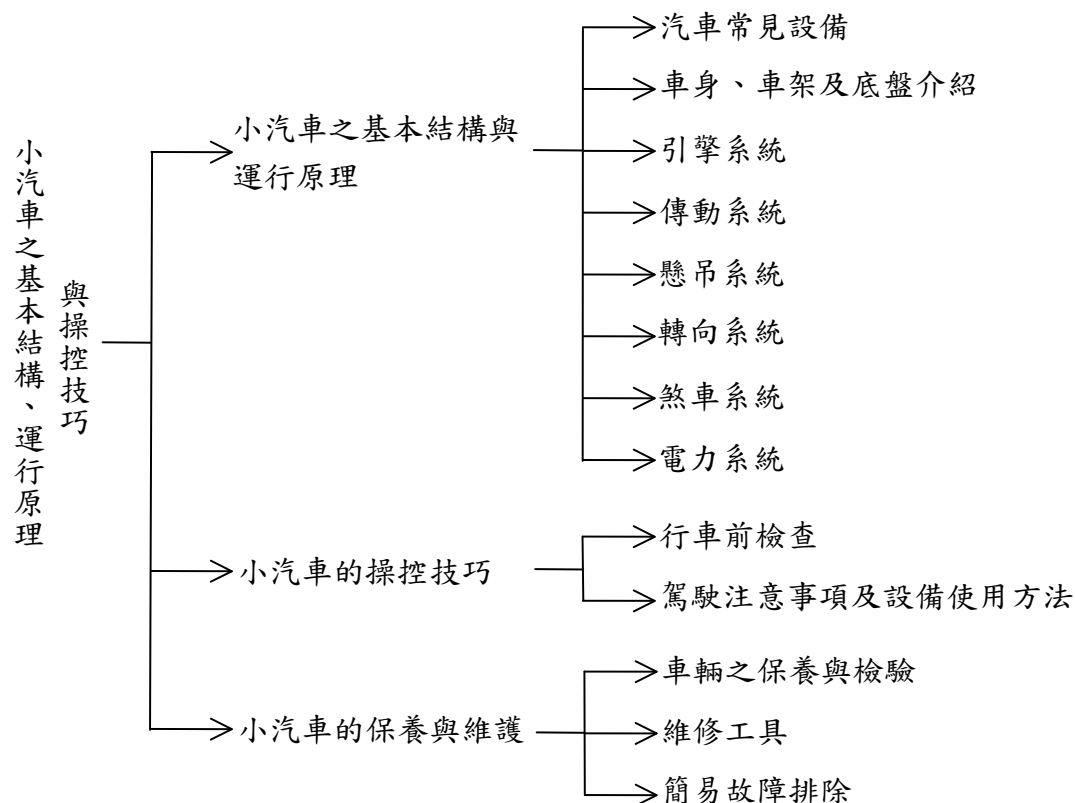 小汽車之基本結構、運行原理
與操控技巧
小汽車之基本結構與
運行原理
汽車常見設備
車身、車架及底盤介紹
引擎系統
傳動系統
懸吊系統
轉向系統
煞車系統
電力系統
小汽車的操控技巧
行車前檢查
駕駛注意事項及設備使用方法
小汽車的保養與維護
車輛之保養與檢驗
維修工具
簡易故障排除